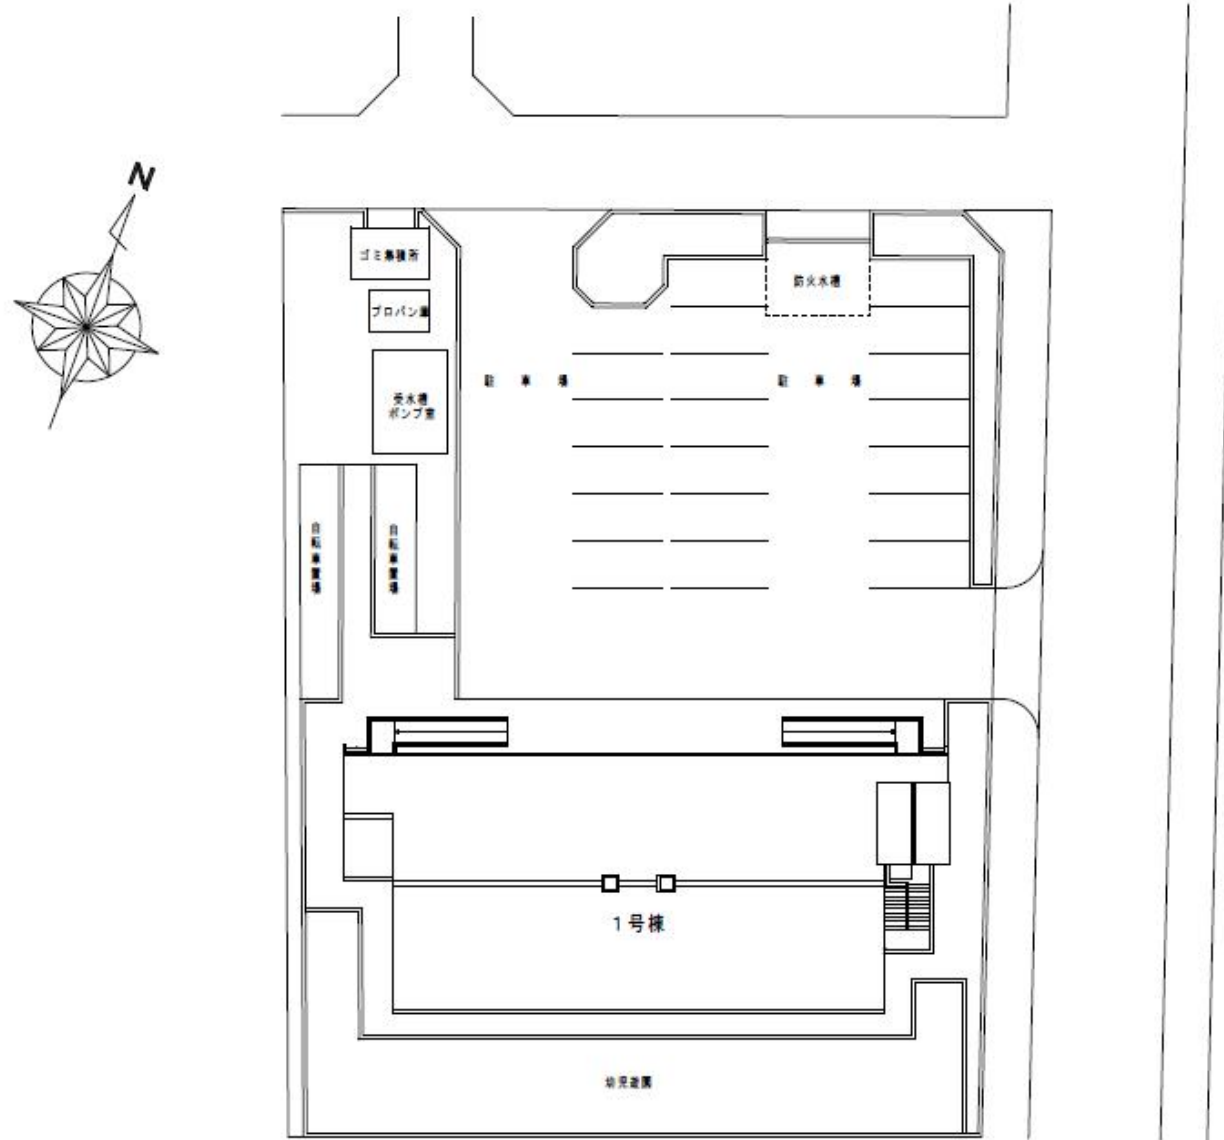 N
ゴミ集積所
プロパン庫
防火水槽
受水槽
ポンプ室
駐車場
駐車場
自転車置場
自転車置場
1号棟
幼児遊園